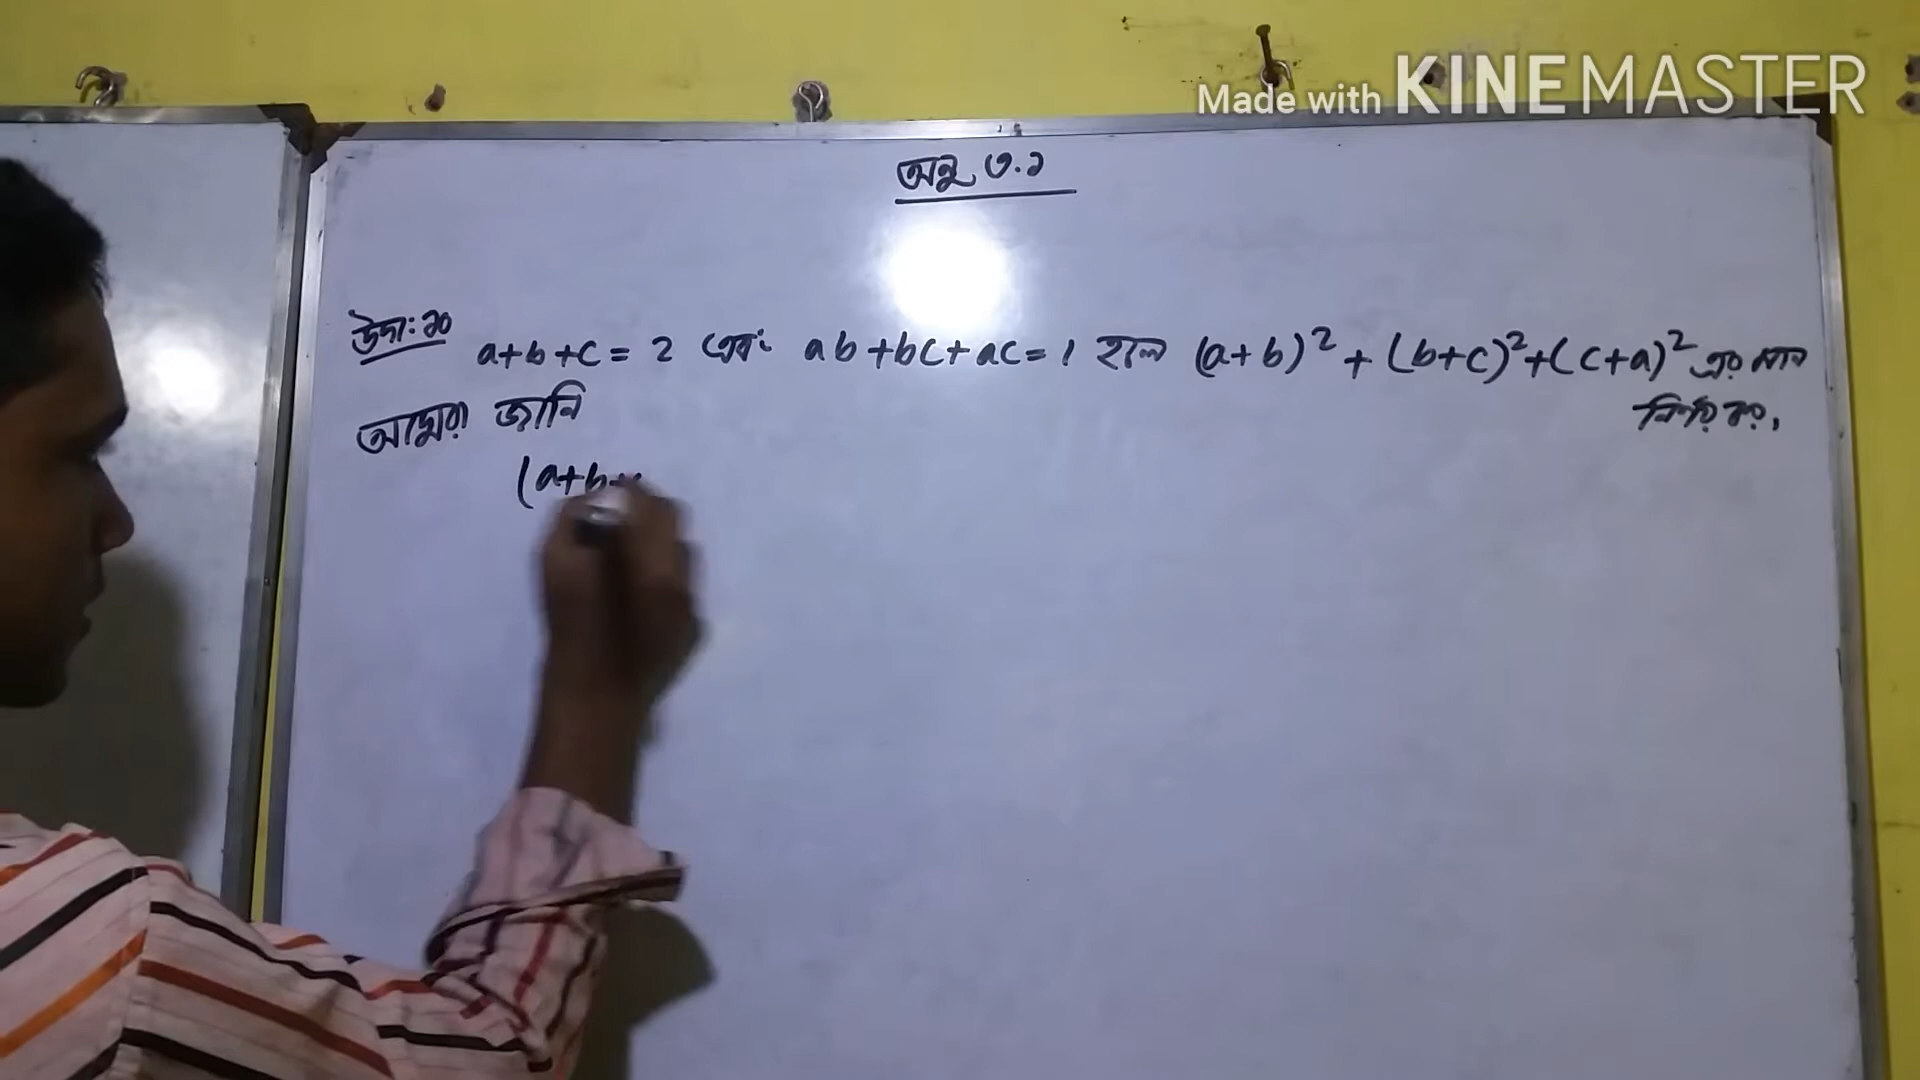 Made with KINEMASTER
অনু ৩.১
উদা: ১০
a+b+c = 2 এবং ab+bc+ac=1 হলে (a+b)² + (b+c)²+(c+a)² এর মান
নির্ণয় কর,
আমরা জানি
(a+b+